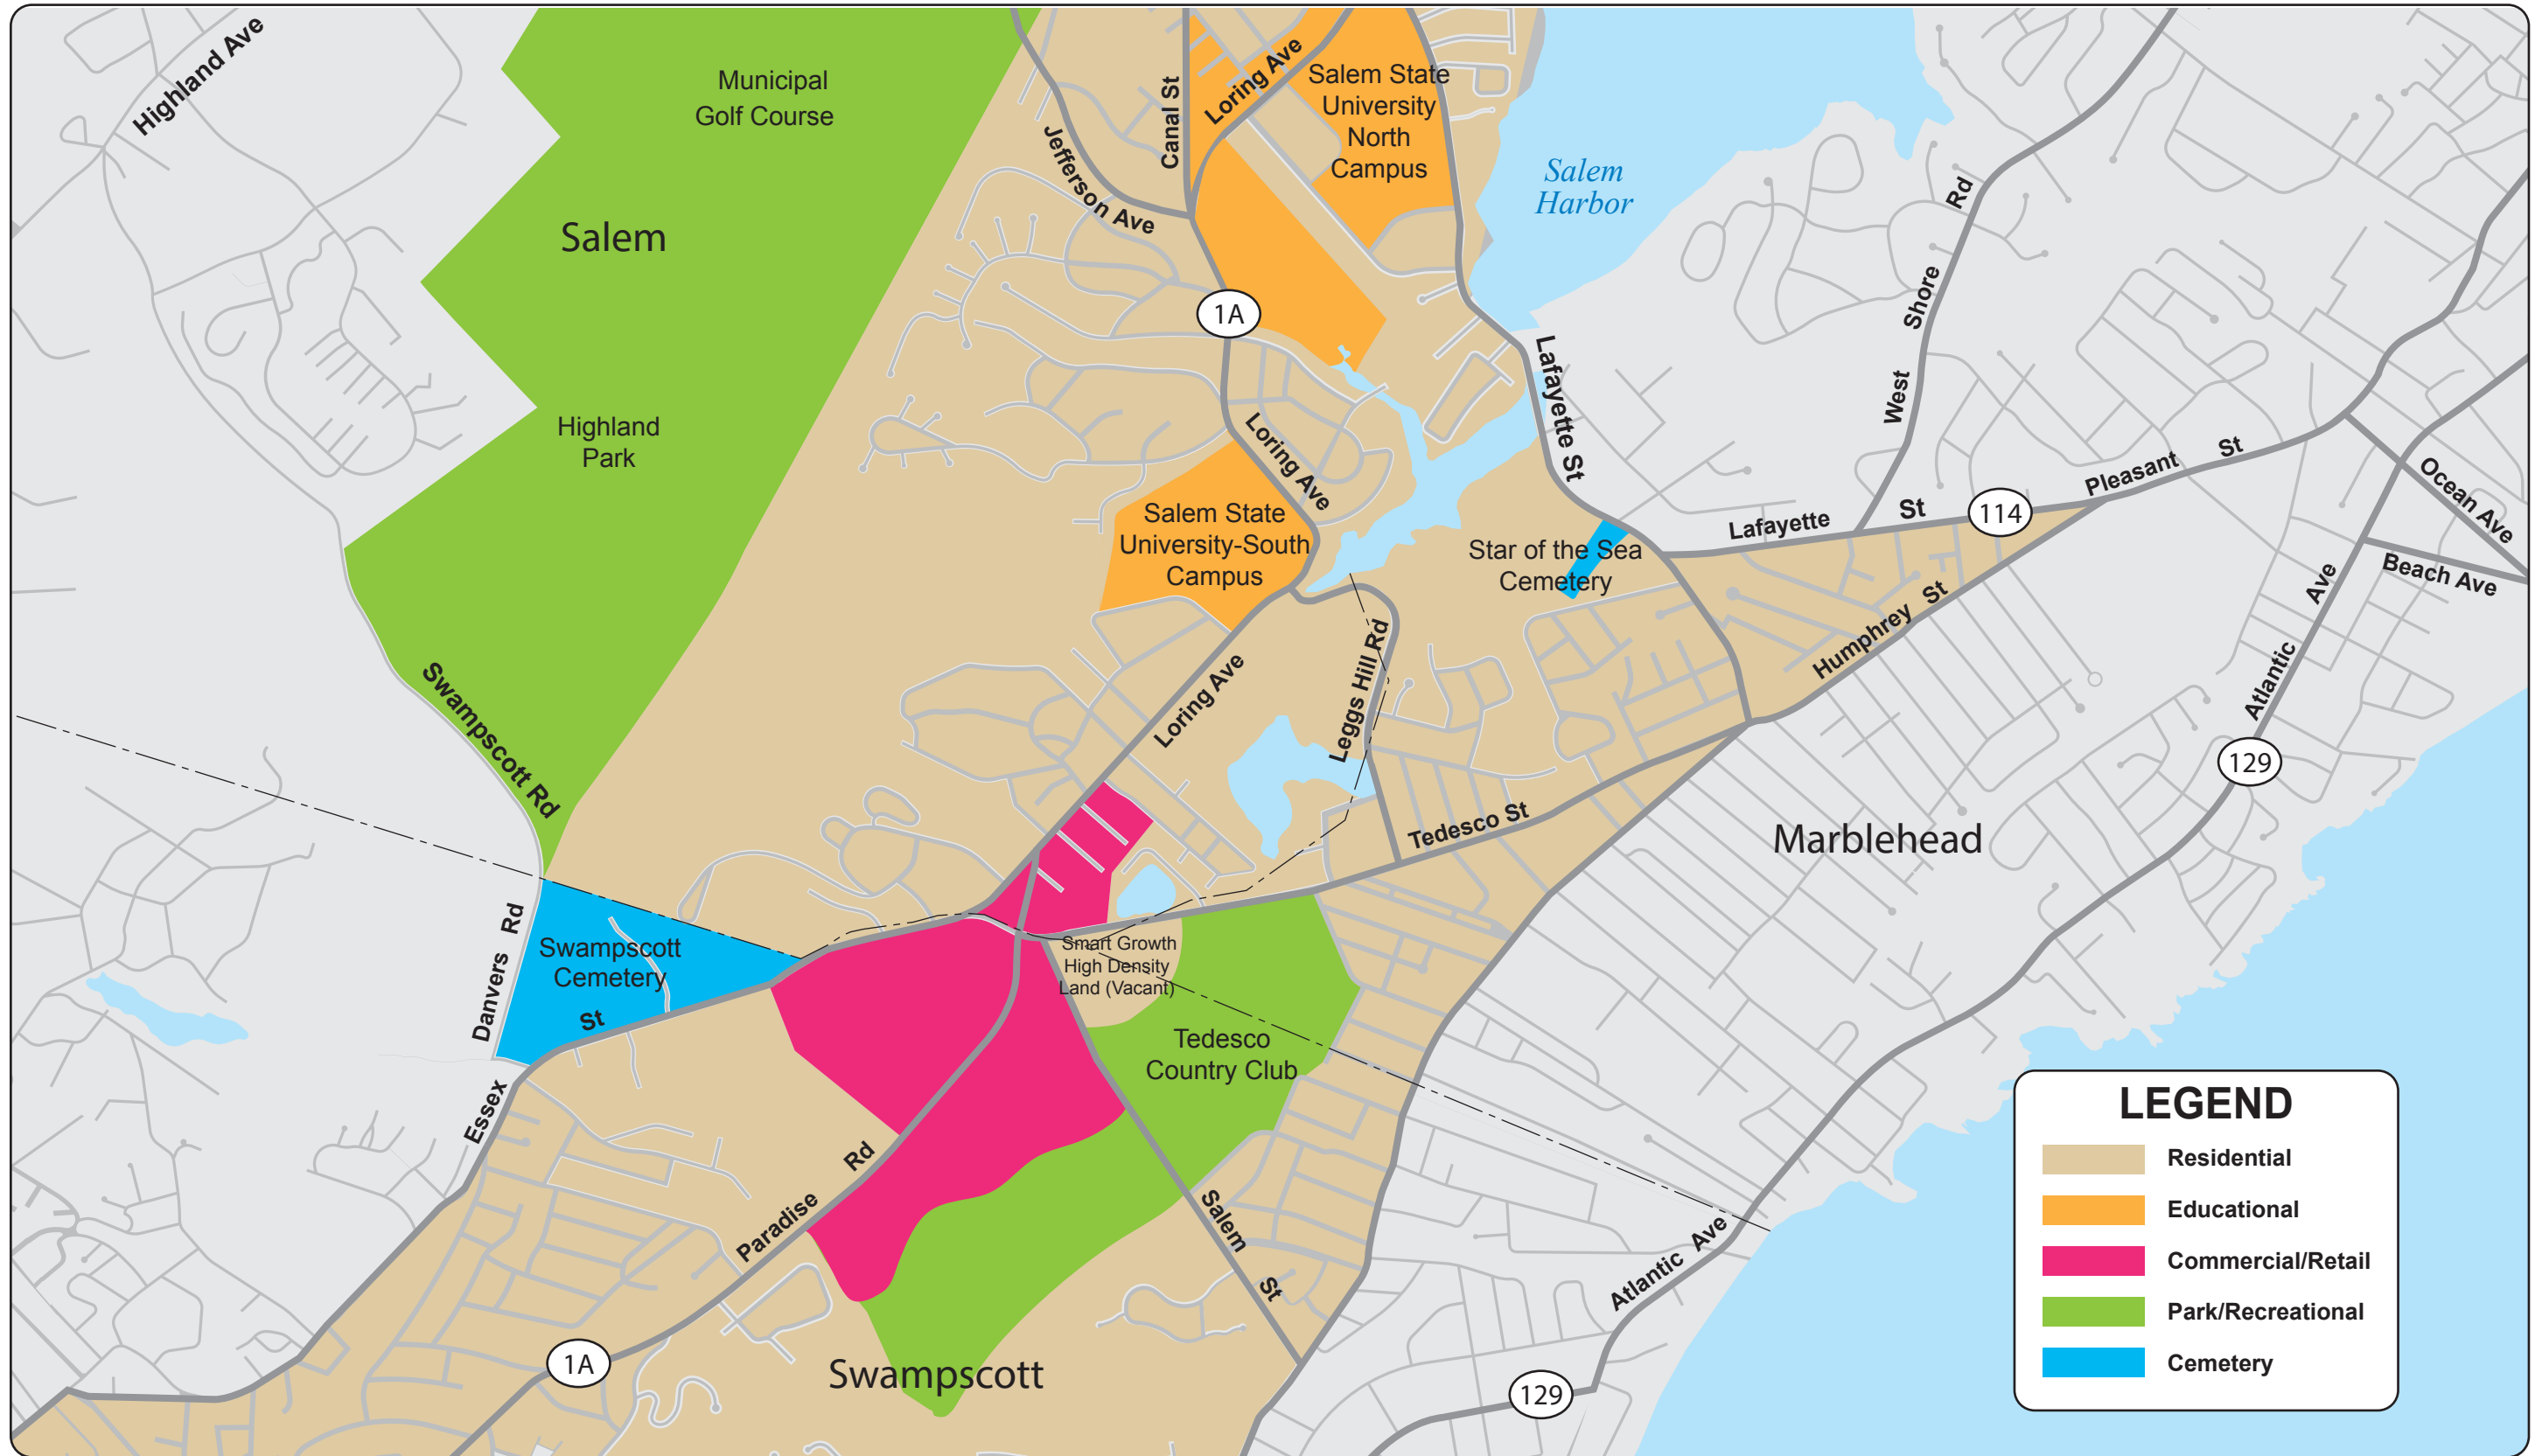 Highland Ave
Municipal
Golf Course
Salem
Highland
Park
Jefferson Ave
Canal St
Loring Ave
Salem State
University
North
Campus
Salem
Harbor
1A
Loring Ave
Salem State
University-South
Campus
Lafayette St
Star of the Sea
Cemetery
West Shore Rd
Lafayette St
114
Pleasant St
Humphrey St
Ocean Ave
Beach Ave
Atlantic Ave
129
Swampscott Rd
Loring Ave
Leggs Hill Rd
Tedesco St
Marblehead
Danvers Rd
Swampscott
Cemetery
Essex St
Smart Growth
High Density
Land (Vacant)
Tedesco
Country Club
Paradise Rd
Salem St
1A
Swampscott
Atlantic Ave
129
LEGEND
Residential
Educational
Commercial/Retail
Park/Recreational
Cemetery